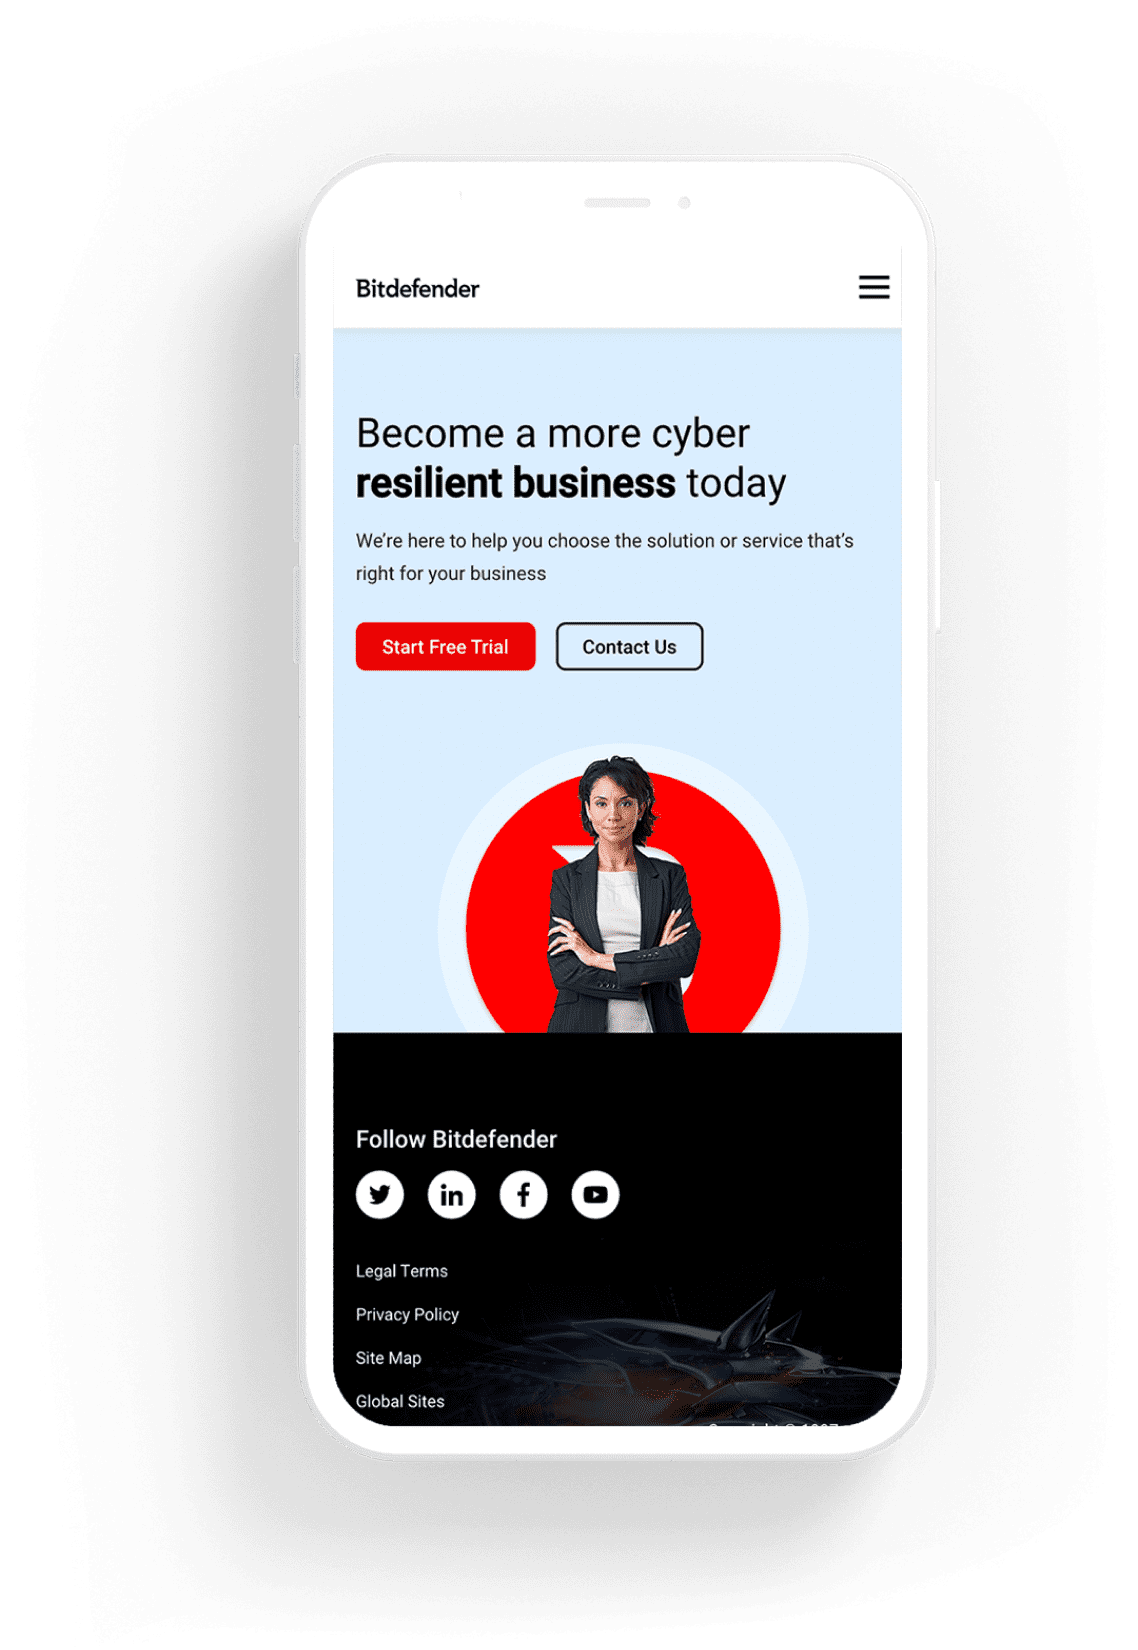 Bitdefender
Become a more cyber
resilient business today
We're here to help you choose the solution or service that's
right for your business
Start Free Trial
Contact Us
Follow Bitdefender
in
f
Legal Terms
Privacy Policy
Site Map
Global Sites